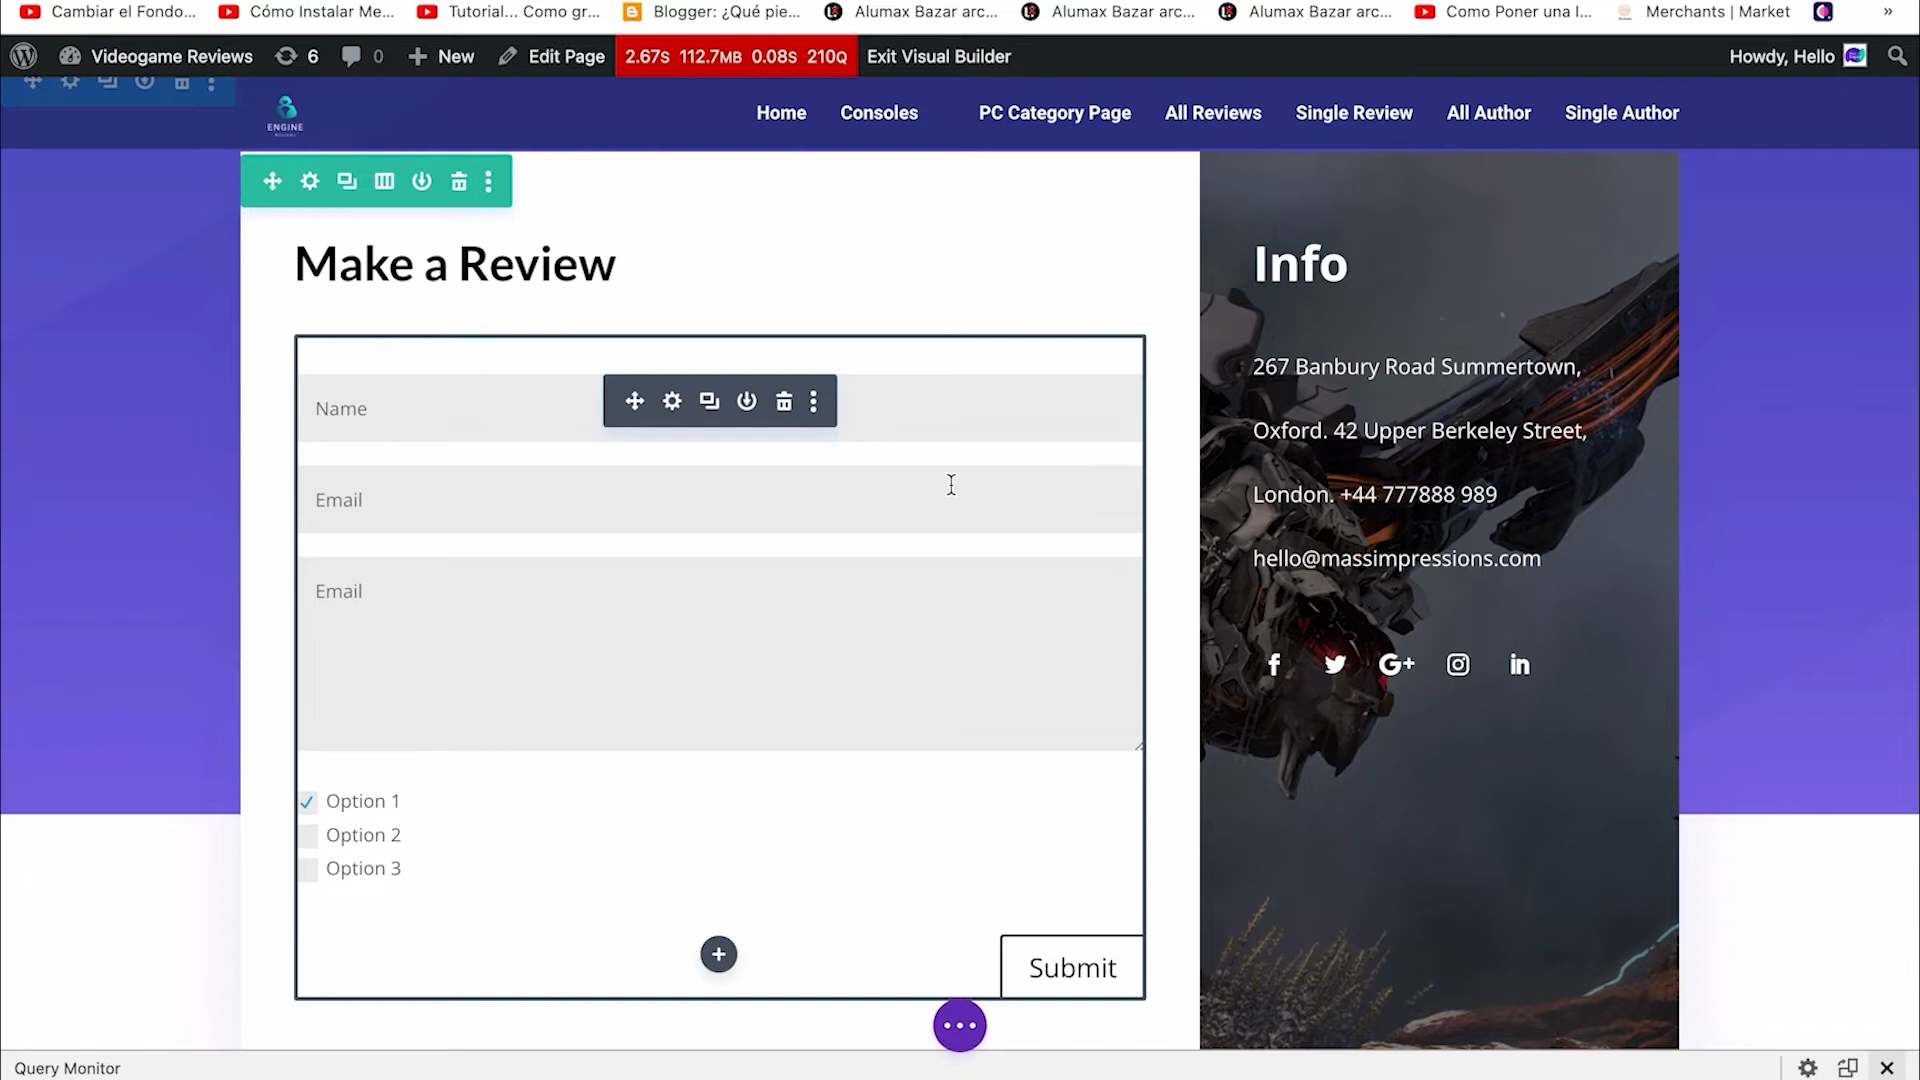 Cambiar el Fondo...
Cómo Instalar Me...
Tutorial... Como gr...
Blogger: ¿Qué pie...
Alumax Bazar arc...
Alumax Bazar arc...
Alumax Bazar arc...
Como Poner una I...
Merchants | Market
»
Videogame Reviews
6
0
New
Edit Page
2.67S 112.7MB 0.08S 210Q
Exit Visual Builder
Howdy, Hello
ENGINE
Reviews
Home
Consoles
PC Category Page
All Reviews
Single Review
All Author
Single Author
Make a Review
Name
Email
Email
Option 1
Option 2
Option 3
Submit
Info
267 Banbury Road Summertown,
Oxford. 42 Upper Berkeley Street,
London. +44 777888 989
hello@massimpressions.com
f
G+
in
Query Monitor